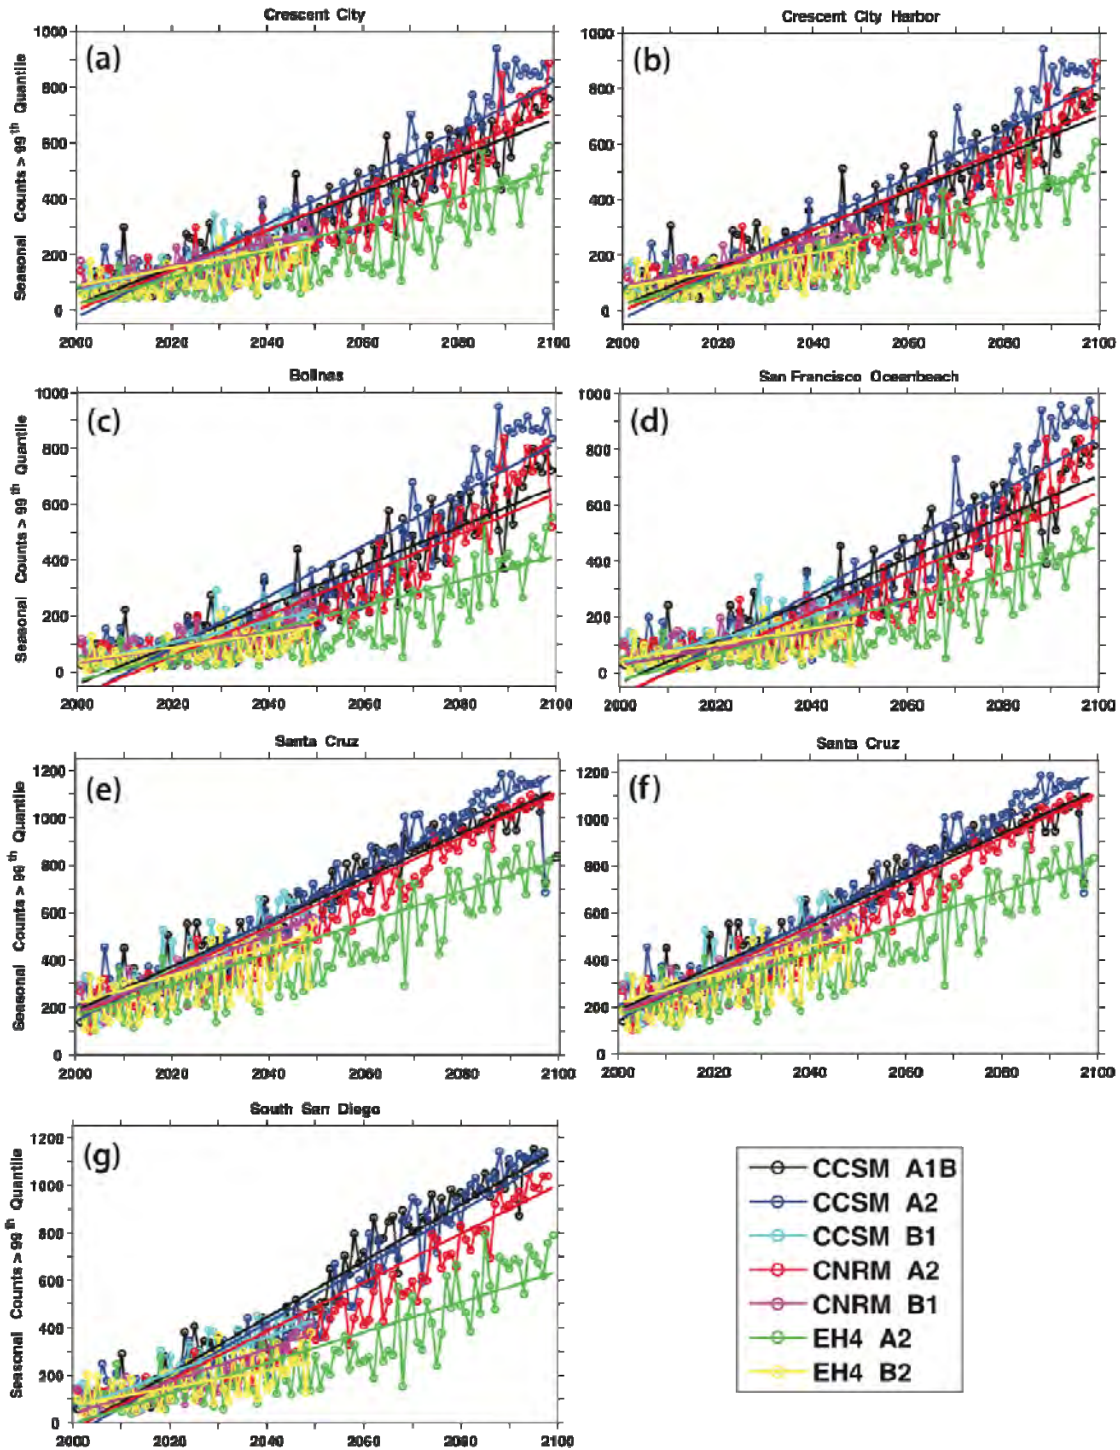 Crescent City
(a)
Seasonal Counts > 99th Quantile
1000
800
600
400
200
0
2000 2020 2040 2060 2080 2100
Crescent City Harbor
(b)
1000
800
600
400
200
0
2000 2020 2040 2060 2080 2100
Bolinas
(c)
Seasonal Counts > 99th Quantile
1000
800
600
400
200
0
2000 2020 2040 2060 2080 2100
San Francisco Oceanbeach
(d)
1000
800
600
400
200
0
2000 2020 2040 2060 2080 2100
Santa Cruz
(e)
Seasonal Counts > 99th Quantile
1200
1000
800
600
400
200
0
2000 2020 2040 2060 2080 2100
Santa Cruz
(f)
1200
1000
800
600
400
200
0
2000 2020 2040 2060 2080 2100
South San Diego
(g)
Seasonal Counts > 99th Quantile
1200
1000
800
600
400
200
0
2000 2020 2040 2060 2080 2100
CCSM A1B
CCSM A2
CCSM B1
CNRM A2
CNRM B1
EH4 A2
EH4 B2